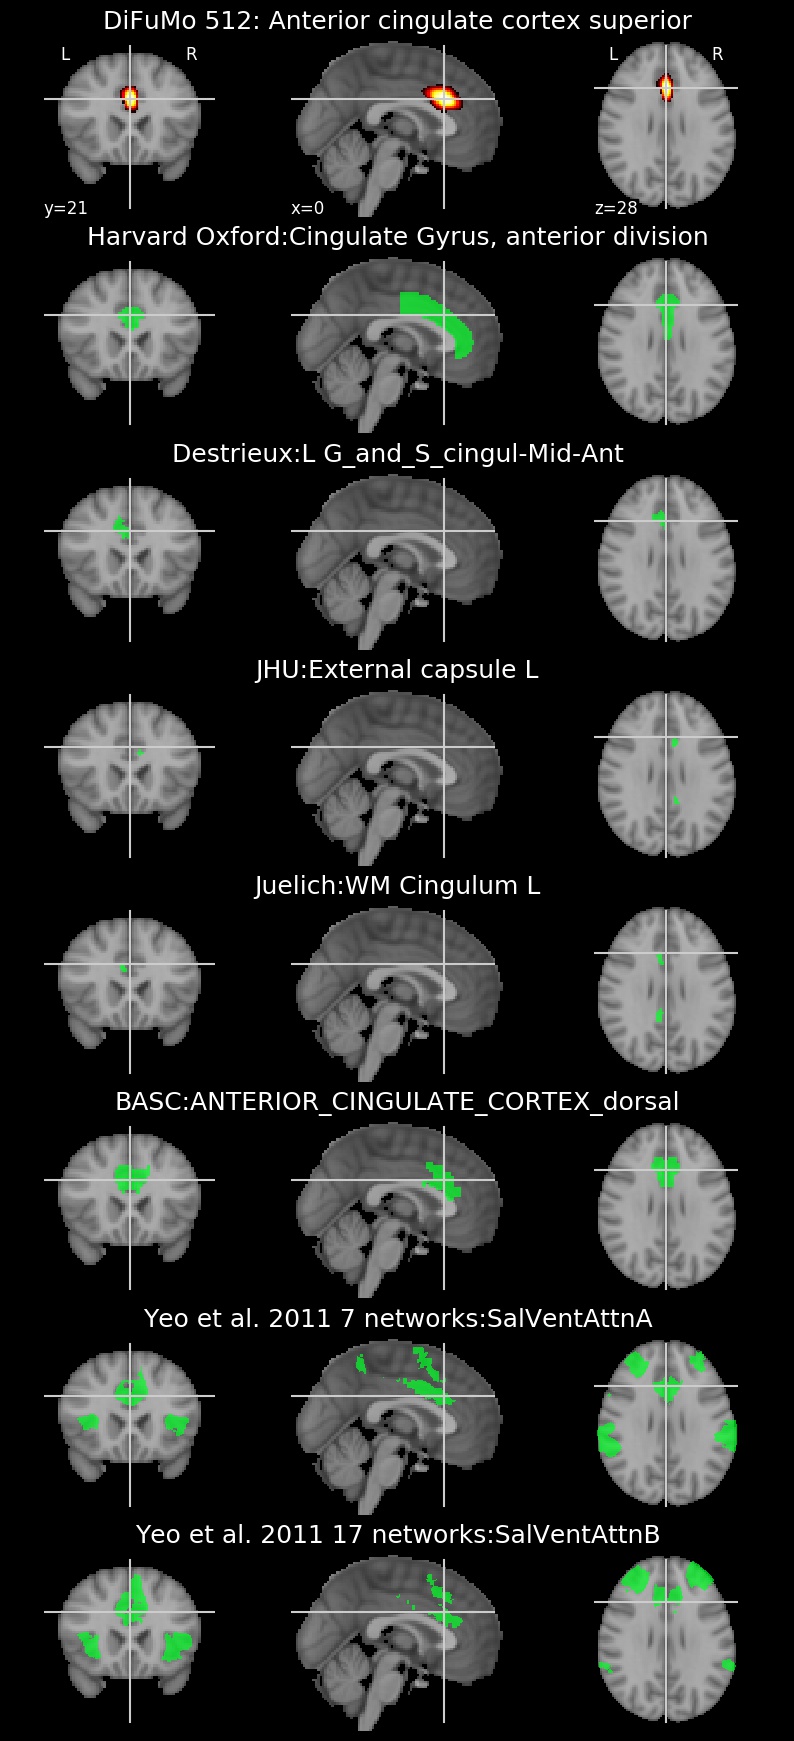 DiFuMo 512: Anterior cingulate cortex superior
L R L R
y=21 x=0 z=28
Harvard Oxford:Cingulate Gyrus, anterior division
Destrieux:L G_and_S_cingul-Mid-Ant
JHU:External capsule L
Juelich:WM Cingulum L
BASC:ANTERIOR_CINGULATE_CORTEX_dorsal
Yeo et al. 2011 7 networks:SalVentAttnA
Yeo et al. 2011 17 networks:SalVentAttnB